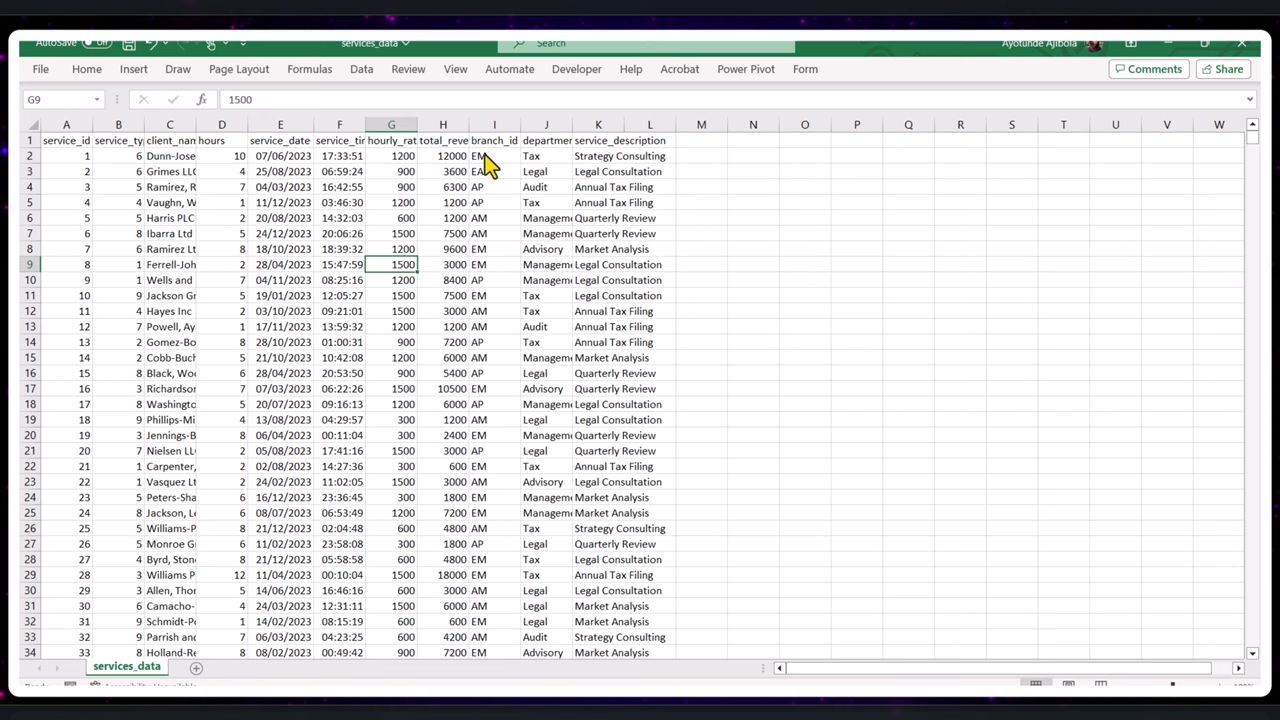 AutoSave Off services_data Search Ayotunde Ajibola
File Home Insert Draw Page Layout Formulas Data Review View Automate Developer Help Acrobat Power Pivot Form Comments Share
G9 fx 1500
A B C D E F G H I J K L M N O P Q R S T U V W
1 service_id service_ty client_nam hours service_date service_tir hourly_rat total_reve branch_id departmer service_description
2 1 6 Dunn-Jose 10 07/06/2023 17:33:51 1200 12000 EM Tax Strategy Consulting
3 2 6 Grimes LLC 4 25/08/2023 06:59:24 900 3600 EA Legal Legal Consultation
4 3 5 Ramirez, R 7 04/03/2023 16:42:55 900 6300 AP Audit Annual Tax Filing
5 4 4 Vaughn, W 1 11/12/2023 03:46:30 1200 1200 AP Tax Annual Tax Filing
6 5 5 Harris PLC 2 20/08/2023 14:32:03 600 1200 AM Managem Quarterly Review
7 6 8 Ibarra Ltd 5 24/12/2023 20:06:26 1500 7500 AM Managem Quarterly Review
8 7 6 Ramirez Lt 8 18/10/2023 18:39:32 1200 9600 EM Advisory Market Analysis
9 8 1 Ferrell-Joh 2 28/04/2023 15:47:59 1500 3000 EM Managem Legal Consultation
10 9 1 Wells and 7 04/11/2023 08:25:16 1200 8400 AP Managem Legal Consultation
11 10 9 Jackson Gr 5 19/01/2023 12:05:27 1500 7500 EM Tax Legal Consultation
12 11 4 Hayes Inc 2 03/10/2023 09:21:01 1500 3000 AM Tax Annual Tax Filing
13 12 7 Powell, Ay 1 17/11/2023 13:59:32 1200 1200 AM Audit Annual Tax Filing
14 13 2 Gomez-Bo 8 28/10/2023 01:00:31 900 7200 AP Tax Annual Tax Filing
15 14 2 Cobb-Buch 5 21/10/2023 10:42:08 1200 6000 AM Managem Market Analysis
16 15 8 Black, Woo 6 28/04/2023 20:53:50 900 5400 AP Legal Quarterly Review
17 16 3 Richardson 7 07/03/2023 06:22:26 1500 10500 EM Advisory Quarterly Review
18 17 8 Washingto 5 20/07/2023 09:16:13 1200 6000 AP Managem Legal Consultation
19 18 9 Phillips-Mi 4 13/08/2023 04:29:57 300 1200 AM Legal Legal Consultation
20 19 3 Jennings-B 8 06/04/2023 00:11:04 300 2400 EM Managem Quarterly Review
21 20 7 Nielsen LL 2 05/08/2023 17:41:16 1500 3000 AP Legal Quarterly Review
22 21 1 Carpenter, 2 02/08/2023 14:27:36 300 600 EM Tax Annual Tax Filing
23 22 1 Vasquez Lt 2 24/02/2023 11:02:05 1500 3000 AM Advisory Legal Consultation
24 23 5 Peters-Sha 6 16/12/2023 23:36:45 300 1800 AM Managem Market Analysis
25 24 8 Jackson, L 6 08/07/2023 06:53:49 1200 7200 EM Managem Market Analysis
26 25 5 Williams-P 8 21/12/2023 02:04:48 600 4800 AM Tax Strategy Consulting
27 26 5 Monroe G 6 11/02/2023 23:58:08 300 1800 AP Legal Quarterly Review
28 27 4 Byrd, Ston 8 21/12/2023 05:58:58 600 4800 EM Tax Legal Consultation
29 28 3 Williams P 12 11/04/2023 00:10:04 1500 18000 EM Tax Annual Tax Filing
30 29 3 Allen, Tho 5 14/06/2023 16:46:16 600 3000 AM Legal Legal Consultation
31 30 6 Camacho- 4 24/03/2023 12:31:11 1500 6000 AM Legal Market Analysis
32 31 9 Schmidt-P 1 14/02/2023 08:15:19 600 600 EM Legal Market Analysis
33 32 9 Parrish and 7 06/03/2023 04:23:25 600 4200 AM Audit Strategy Consulting
34 33 8 Holland-Re 8 08/02/2023 00:49:42 900 7200 EM Advisory Market Analysis
services_data